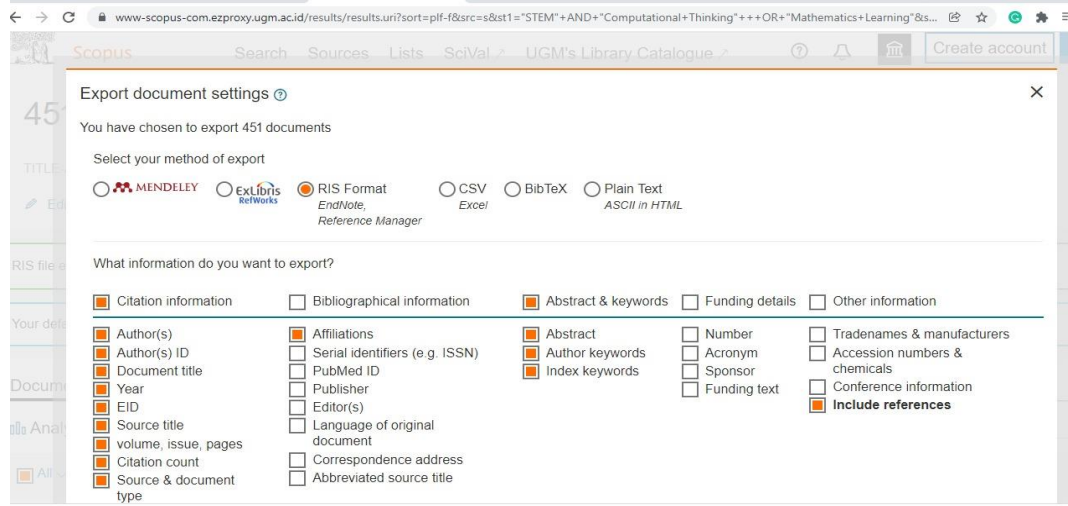 www-scopus-com.ezproxy.ugm.ac.id/results/results.uri?sort=plf-f&src=s&st1="STEM"+AND+"Computational+Thinking"+++OR+"Mathematics+Learning"&s...
Scopus Search Sources Lists SciVal UGM's Library Catalogue Create account
Export document settings
You have chosen to export 451 documents
Select your method of export
MENDELEY
ExLibris
RefWorks
RIS Format
EndNote,
Reference Manager
CSV
Excel
BibTeX
Plain Text
ASCII in HTML
What information do you want to export?
Citation information
Bibliographical information
Abstract & keywords
Funding details
Other information
Author(s)
Author(s) ID
Document title
Year
EID
Source title
volume, issue, pages
Citation count
Source & document
type
Affiliations
Serial identifiers (e.g. ISSN)
PubMed ID
Publisher
Editor(s)
Language of original
document
Correspondence address
Abbreviated source title
Abstract
Author keywords
Index keywords
Number
Acronym
Sponsor
Funding text
Tradenames & manufacturers
Accession numbers &
chemicals
Conference information
Include references
451
TITLE
RIS file
All